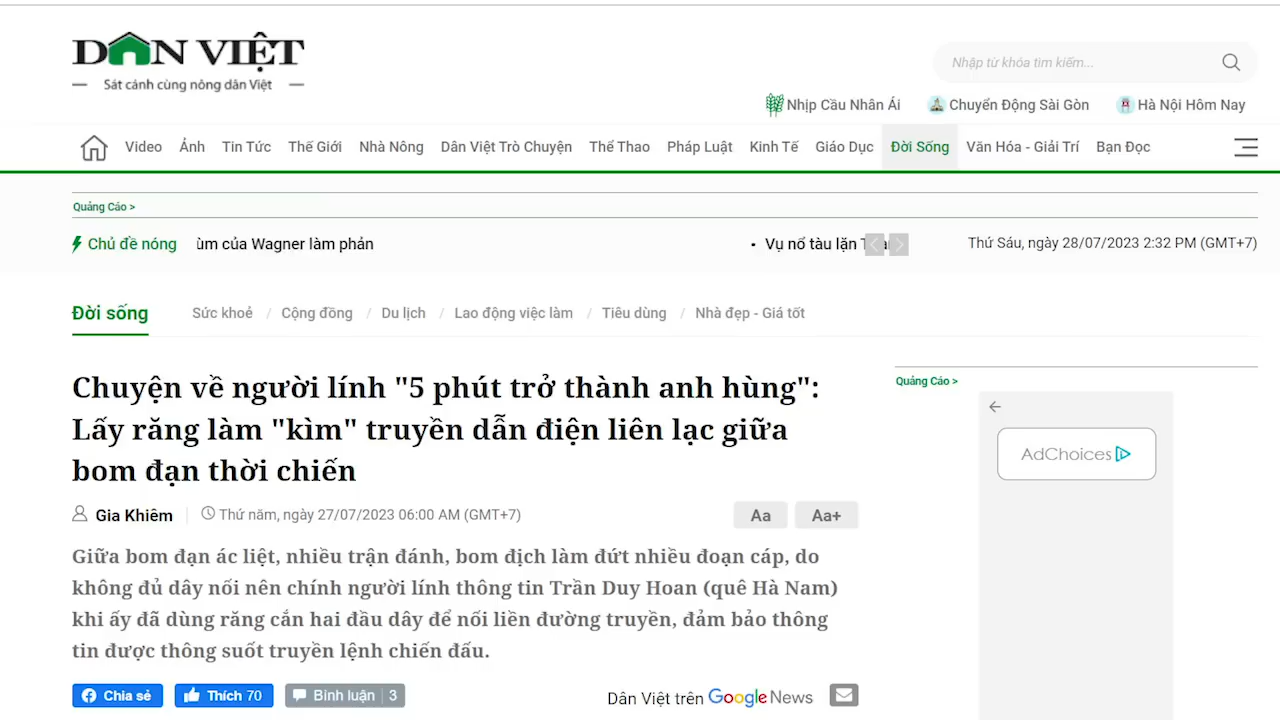 DÂN VIỆT
Sát cánh cùng nông dân Việt
Nhập từ khóa tìm kiếm...
Nhịp Cầu Nhân Ái Chuyển Động Sài Gòn Hà Nội Hôm Nay
Video Ảnh Tin Tức Thế Giới Nhà Nông Dân Việt Trò Chuyện Thể Thao Pháp Luật Kinh Tế Giáo Dục Đời Sống Văn Hóa - Giải Trí Bạn Đọc
Quảng Cáo >
Chủ đề nóng ùm của Wagner làm phản • Vụ nổ tàu lặn Thứ Sáu, ngày 28/07/2023 2:32 PM (GMT+7)
Đời sống Sức khoẻ / Cộng đồng / Du lịch / Lao động việc làm / Tiêu dùng / Nhà đẹp - Giá tốt
Chuyện về người lính "5 phút trở thành anh hùng":
Lấy răng làm "kìm" truyền dẫn điện liên lạc giữa
bom đạn thời chiến
Quảng Cáo >
AdChoices
Gia Khiêm Thứ năm, ngày 27/07/2023 06:00 AM (GMT+7) Aa Aa+
Giữa bom đạn ác liệt, nhiều trận đánh, bom địch làm đứt nhiều đoạn cáp, do
không đủ dây nối nên chính người lính thông tin Trần Duy Hoan (quê Hà Nam)
khi ấy đã dùng răng cắn hai đầu dây để nối liền đường truyền, đảm bảo thông
tin được thông suốt truyền lệnh chiến đấu.
Chia sẻ Thích 70 Bình luận 3 Dân Việt trên Google News